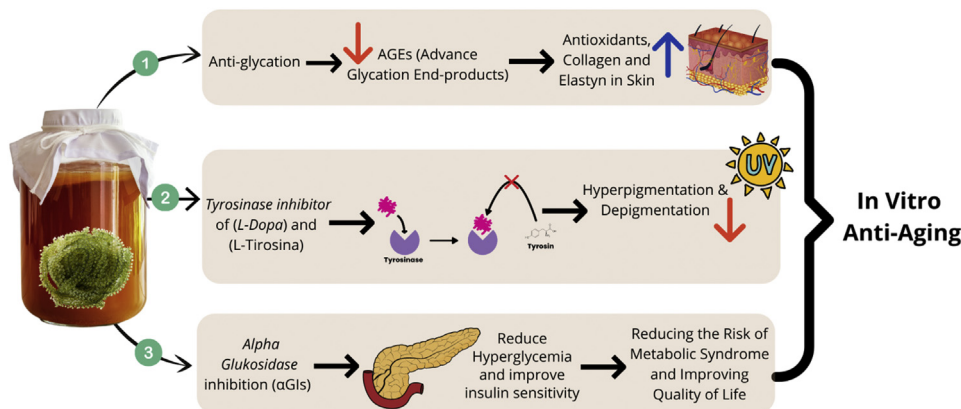 1
Anti-glycation
AGEs (Advance
Glycation End-products)
Antioxidants,
Collagen and
Elastyn in Skin
2
Tyrosinase inhibitor
of (L-Dopa) and
(L-Tirosina)
Tyrosinase
Tyrosin
Hyperpigmentation &
Depigmentation
UV
3
Alpha
Glukosidase
inhibition (αGIs)
Reduce
Hyperglycemia
and improve
insulin sensitivity
Reducing the Risk of
Metabolic Syndrome
and Improving
Quality of Life
In Vitro
Anti-Aging